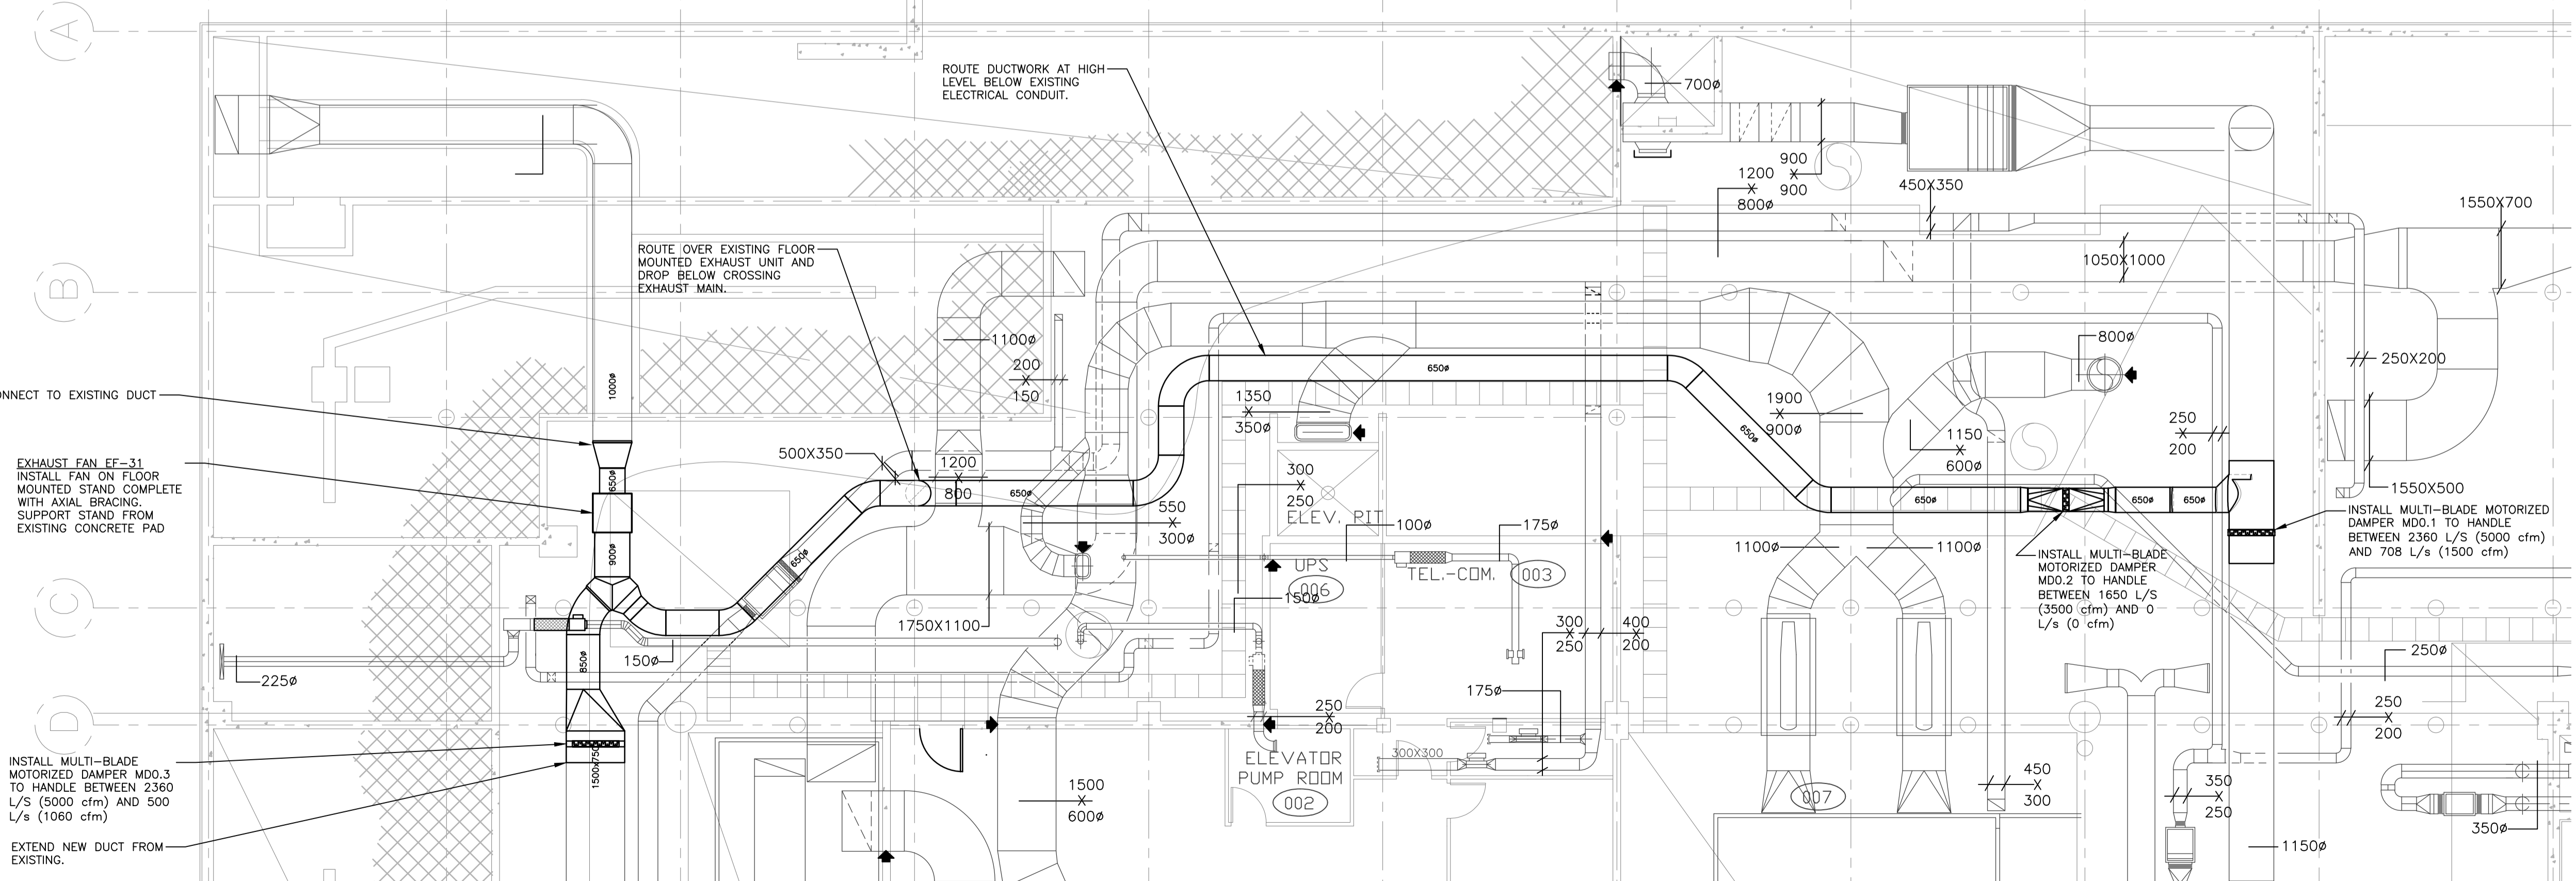 A
B
C
D
ROUTE DUCTWORK AT HIGH
LEVEL BELOW EXISTING
ELECTRICAL CONDUIT.
700ø
900
X
900
1200
X
800ø
450X350
1550X700
1050X1000
ROUTE OVER EXISTING FLOOR
MOUNTED EXHAUST UNIT AND
DROP BELOW CROSSING
EXHAUST MAIN.
1100ø
200
X
150
800ø
250X200
650ø
1000ø
CONNECT TO EXISTING DUCT
1350
X
350ø
1900
X
900ø
650ø
250
X
200
1150
X
600ø
EXHAUST FAN EF-31
INSTALL FAN ON FLOOR
MOUNTED STAND COMPLETE
WITH AXIAL BRACING.
SUPPORT STAND FROM
EXISTING CONCRETE PAD
650ø
900ø
500X350
1200
X
800
650ø
300
X
250
550
X
300ø
ELEV. PIT
100ø
175ø
650ø
650ø
650ø
1550X500
INSTALL MULTI-BLADE MOTORIZED
DAMPER MD0.1 TO HANDLE
BETWEEN 2360 L/S (5000 cfm)
AND 708 L/s (1500 cfm)
650ø
1100ø
1100ø
INSTALL MULTI-BLADE
MOTORIZED DAMPER
MD0.2 TO HANDLE
BETWEEN 1650 L/S
(3500 cfm) AND 0
L/s (0 cfm)
UPS
006
TEL.-COM.
003
150ø
1750X1100
300
X
250
400
X
200
150ø
850ø
225ø
250ø
175ø
250
X
200
250
X
200
300X300
ELEVATOR
PUMP ROOM
002
INSTALL MULTI-BLADE
MOTORIZED DAMPER MD0.3
TO HANDLE BETWEEN 2360
L/S (5000 cfm) AND 500
L/s (1060 cfm)
1500x750
1500
X
600ø
007
450
X
300
350
X
250
350ø
EXTEND NEW DUCT FROM
EXISTING.
1150ø